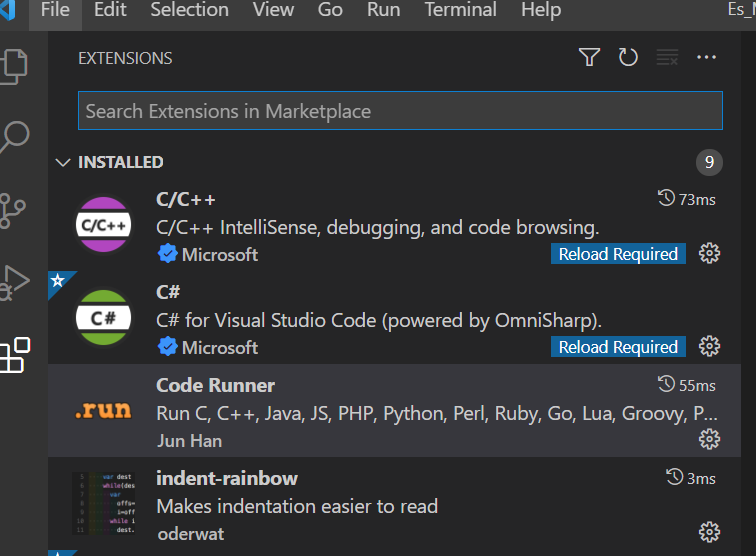 File Edit Selection View Go Run Terminal Help
EXTENSIONS
Search Extensions in Marketplace
INSTALLED 9
C/C++ 73ms
C/C++
C/C++ IntelliSense, debugging, and code browsing.
Microsoft Reload Required
C#
C#
C# for Visual Studio Code (powered by OmniSharp).
Microsoft Reload Required
Code Runner 55ms
.run
Run C, C++, Java, JS, PHP, Python, Perl, Ruby, Go, Lua, Groovy, P...
Jun Han
indent-rainbow 3ms
Makes indentation easier to read
oderwat